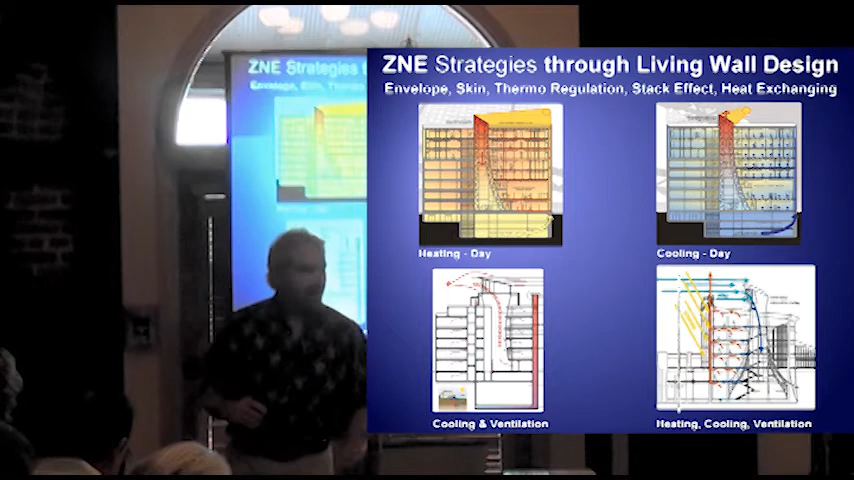 ZNE Strategies through Living Wall Design
Envelope, Skin, Thermo Regulation, Stack Effect, Heat Exchanging
Heating - Day
Cooling - Day
Cooling & Ventilation
Heating, Cooling, Ventilation
ZNE Strategies